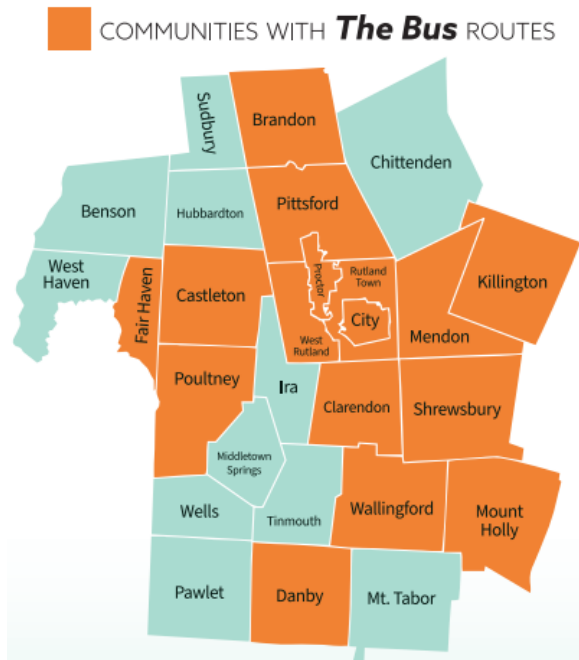 COMMUNITIES WITH The Bus ROUTES
Sudbury
Brandon
Chittenden
Benson
Hubbardton
Pittsford
West
Haven
Fair Haven
Castleton
Proctor
Rutland
Town
Killington
City
West
Rutland
Mendon
Poultney
Ira
Clarendon
Shrewsbury
Middletown
Springs
Wells
Tinmouth
Wallingford
Mount
Holly
Pawlet
Danby
Mt. Tabor